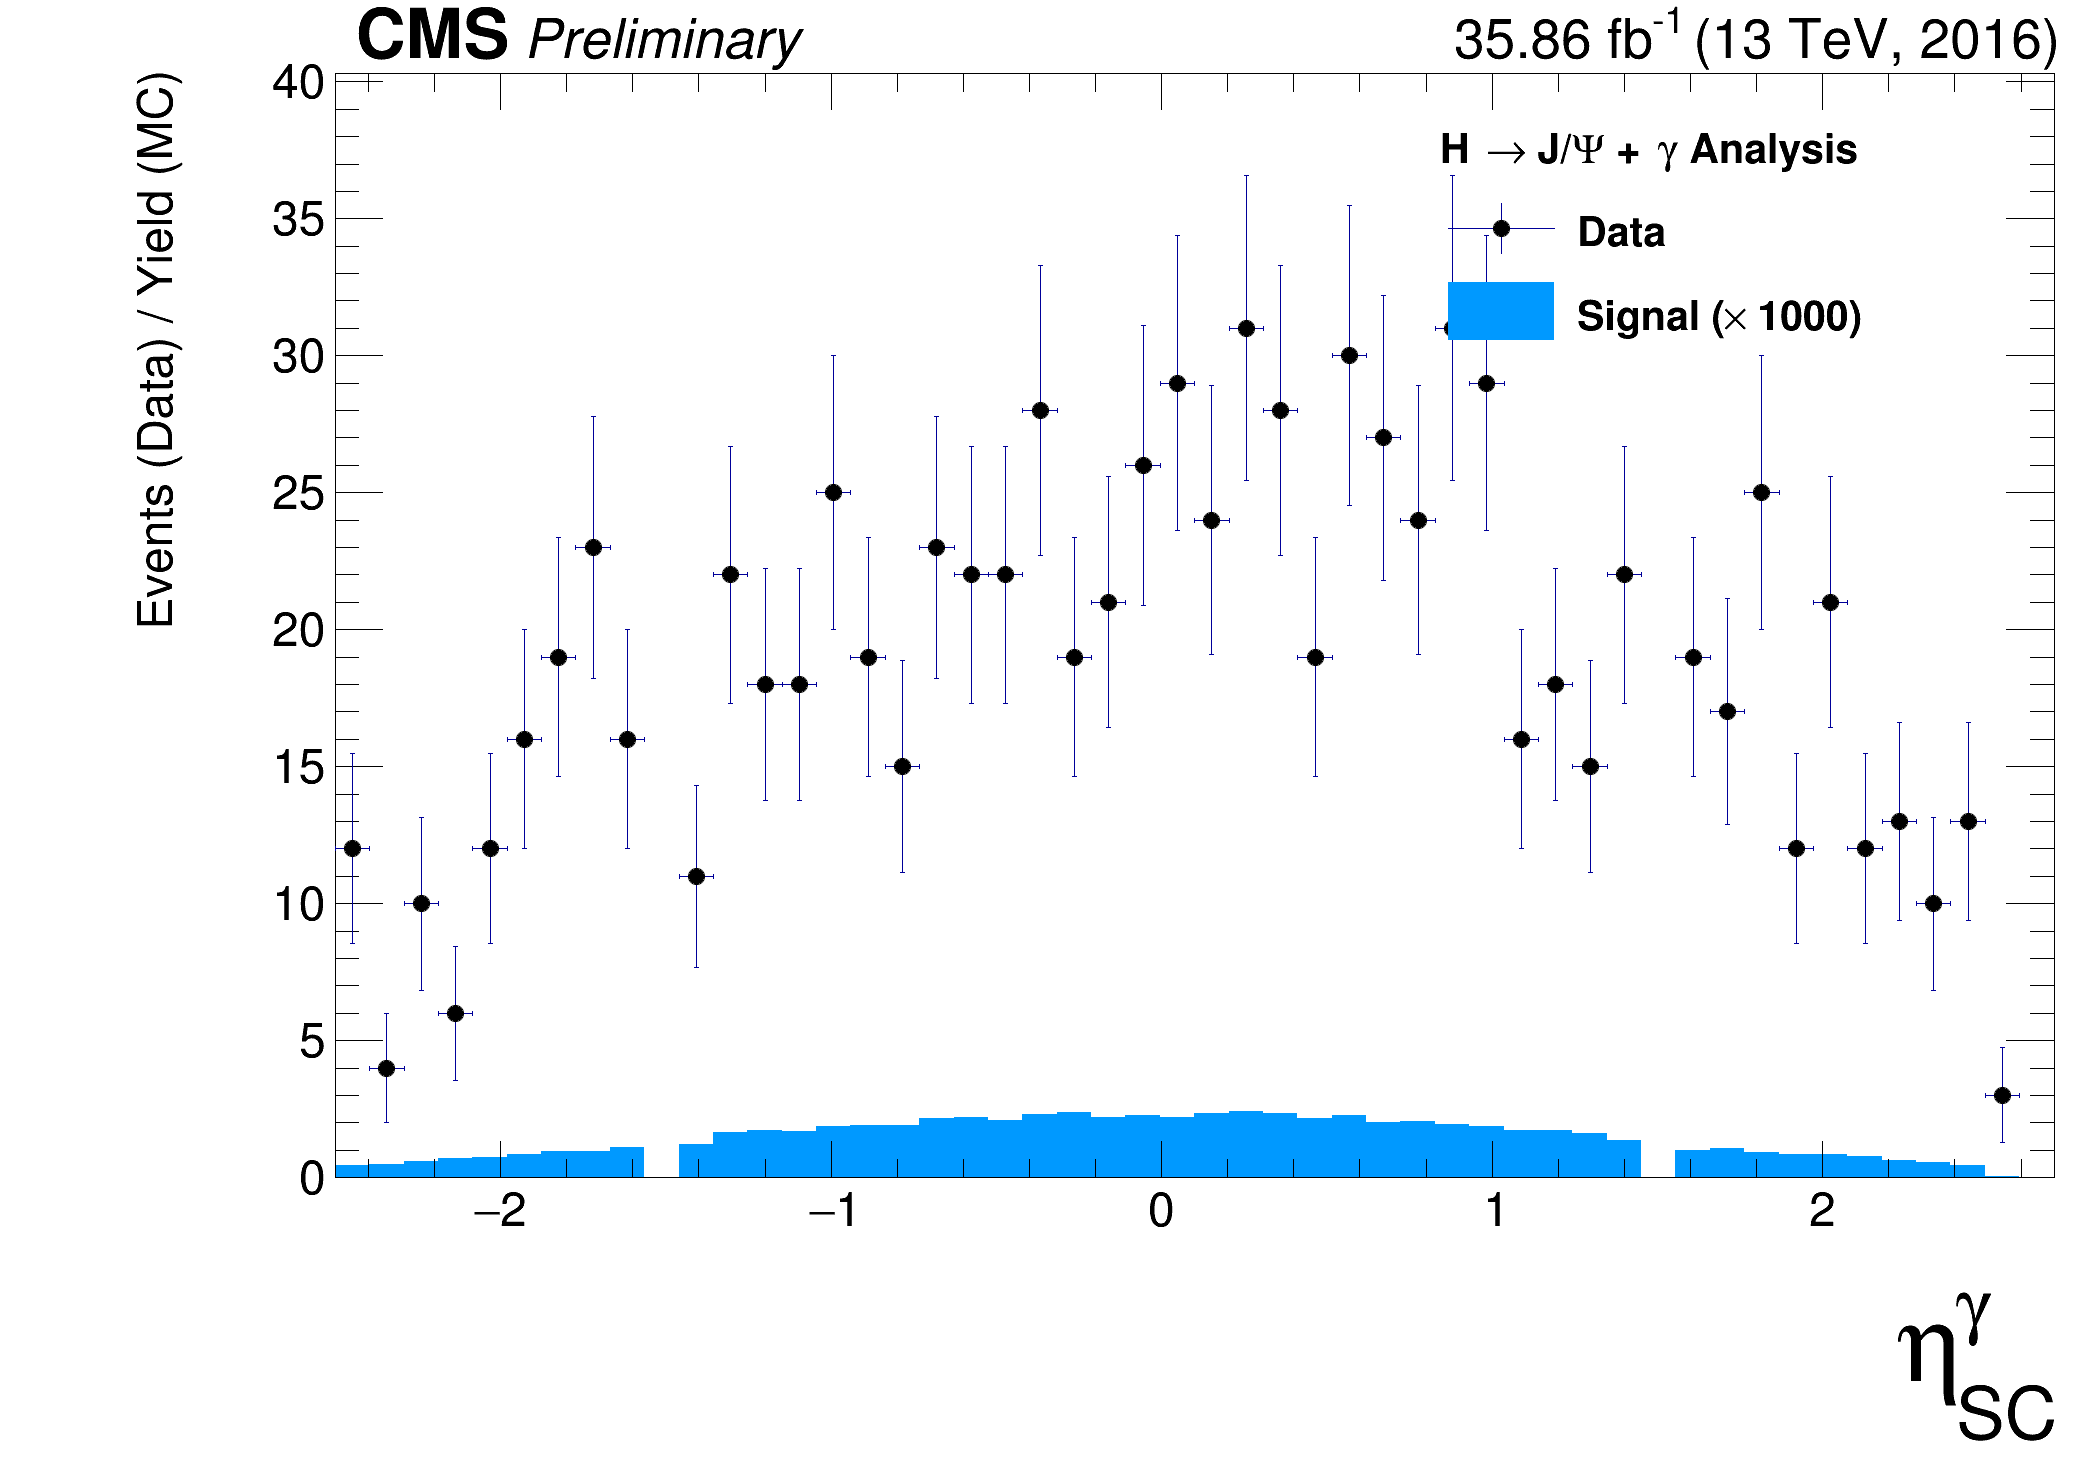 CMS Preliminary 35.86 fb⁻¹ (13 TeV, 2016)
Events (Data) / Yield (MC)
H → J/Ψ + γ Analysis
Data
Signal (× 1000)
40
35
30
25
20
15
10
5
0
−2 −1 0 1 2
η^γ_SC